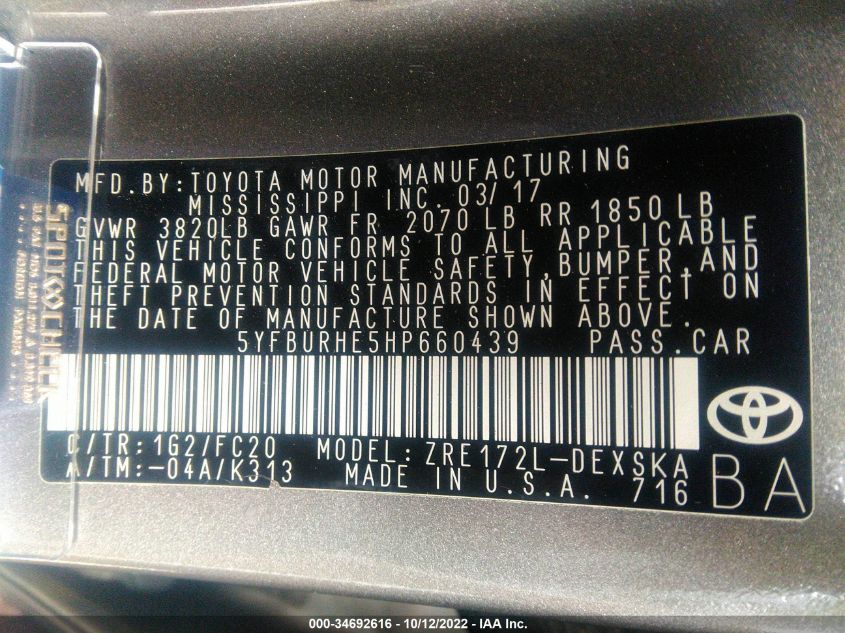 MFD.BY:TOYOTA MOTOR MANUFACTURING
MISSISSIPPI INC. 03/17
GVWR 3820LB GAWR FR 2070 LB RR 1850 LB
THIS VEHICLE CONFORMS TO ALL APPLICABLE
FEDERAL MOTOR VEHICLE SAFETY,BUMPER,AND
THEFT PREVENTION STANDARDS IN EFFECT ON
THE DATE OF MANUFACTURE SHOWN ABOVE.
5YFBURHE5HP660439 PASS.CAR
C/TR:1G2/FC20 MODEL:ZRE172L-DEXSKA
A/TM:-04A/K313 MADE IN U.S.A. 716
BA
SPOT CHECK
000-34692616 - 10/12/2022 - IAA Inc.